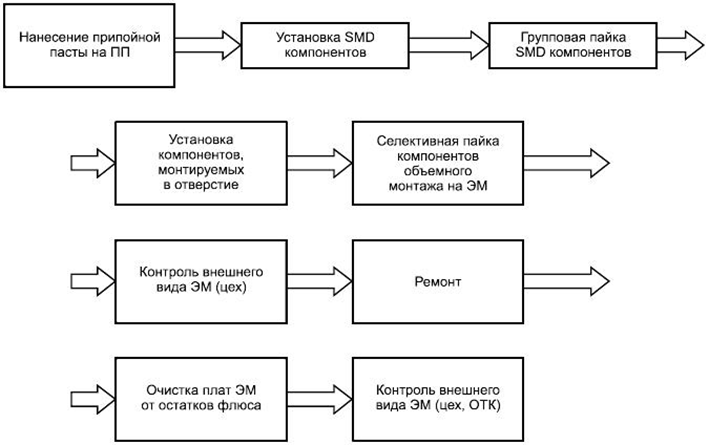 Нанесение припойной
пасты на ПП
Установка SMD
компонентов
Групповая пайка
SMD компонентов
Установка
компонентов,
монтируемых
в отверстие
Селективная пайка
компонентов
объемного
монтажа на ЭМ
Контроль внешнего
вида ЭМ (цех)
Ремонт
Очистка плат ЭМ
от остатков флюса
Контроль внешнего
вида ЭМ (цех, ОТК)